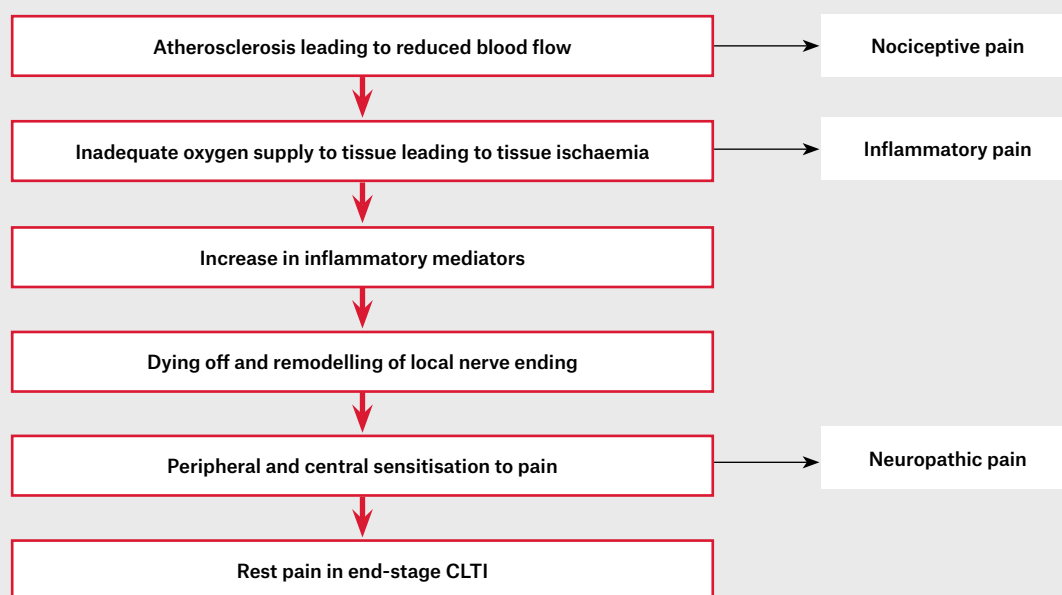 Atherosclerosis leading to reduced blood flow
Nociceptive pain
Inadequate oxygen supply to tissue leading to tissue ischaemia
Inflammatory pain
Increase in inflammatory mediators
Dying off and remodelling of local nerve ending
Peripheral and central sensitisation to pain
Neuropathic pain
Rest pain in end-stage CLTI